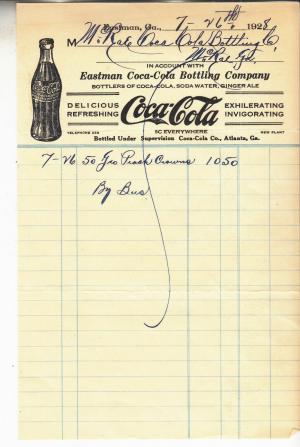 Eastman, Ga., 7-26th 1928
M McRae Coca Cola Bottling Co
McRae Ga.
IN ACCOUNT WITH
Eastman Coca-Cola Bottling Company
BOTTLERS OF COCA-COLA, SODA WATER, GINGER ALE
DELICIOUS REFRESHING
Coca-Cola
EXHILERATING INVIGORATING
TELEPHONE
5C EVERYWHERE
NEW PLANT
Bottled Under Supervision Coca-Cola Co., Atlanta, Ga.
7-26 50 Gro Peach Crowns 10 50
By Bus